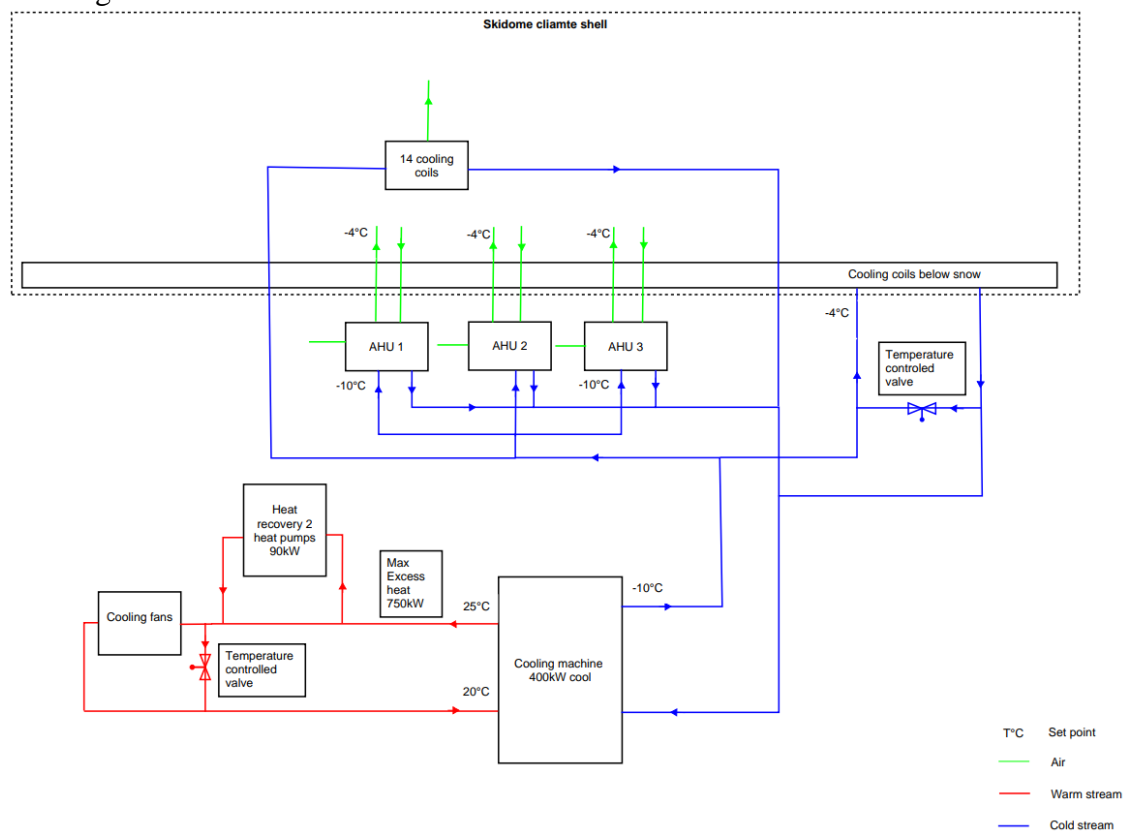 Skidome cliamte shell
14 cooling
coils
-4°C
-4°C
-4°C
Cooling coils below snow
-4°C
AHU 1
AHU 2
AHU 3
Temperature
controled
valve
-10°C
-10°C
Heat
recovery 2
heat pumps
90kW
Max
Excess
heat
750kW
-10°C
25°C
Cooling fans
Cooling machine
400kW cool
Temperature
controlled
valve
20°C
T°C
Set point
Air
Warm stream
Cold stream